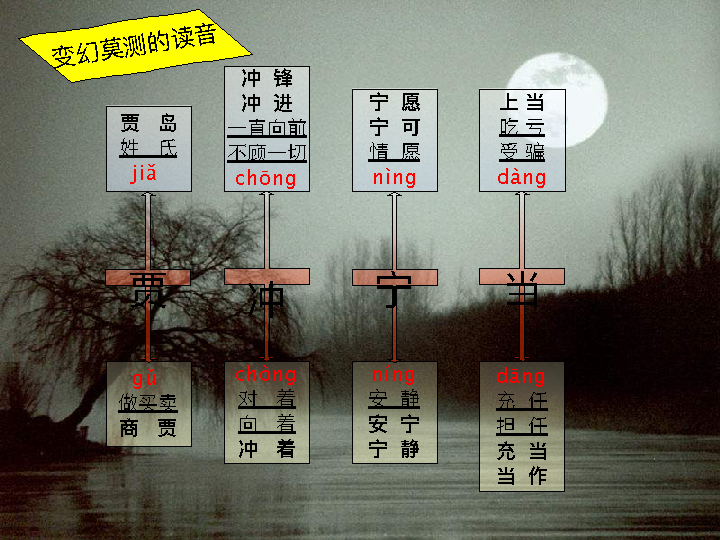 变幻莫测的读音
贾 岛
姓 氏
jiǎ
冲 锋
冲 进
一直向前
不顾一切
chōng
宁 愿
宁 可
情 愿
nìng
上 当
吃 亏
受 骗
dàng
贾
冲
宁
当
gǔ
做买卖
商 贾
chòng
对 着
向 着
冲 着
níng
安 静
安 宁
宁 静
dāng
充 任
担 任
充 当
当 作